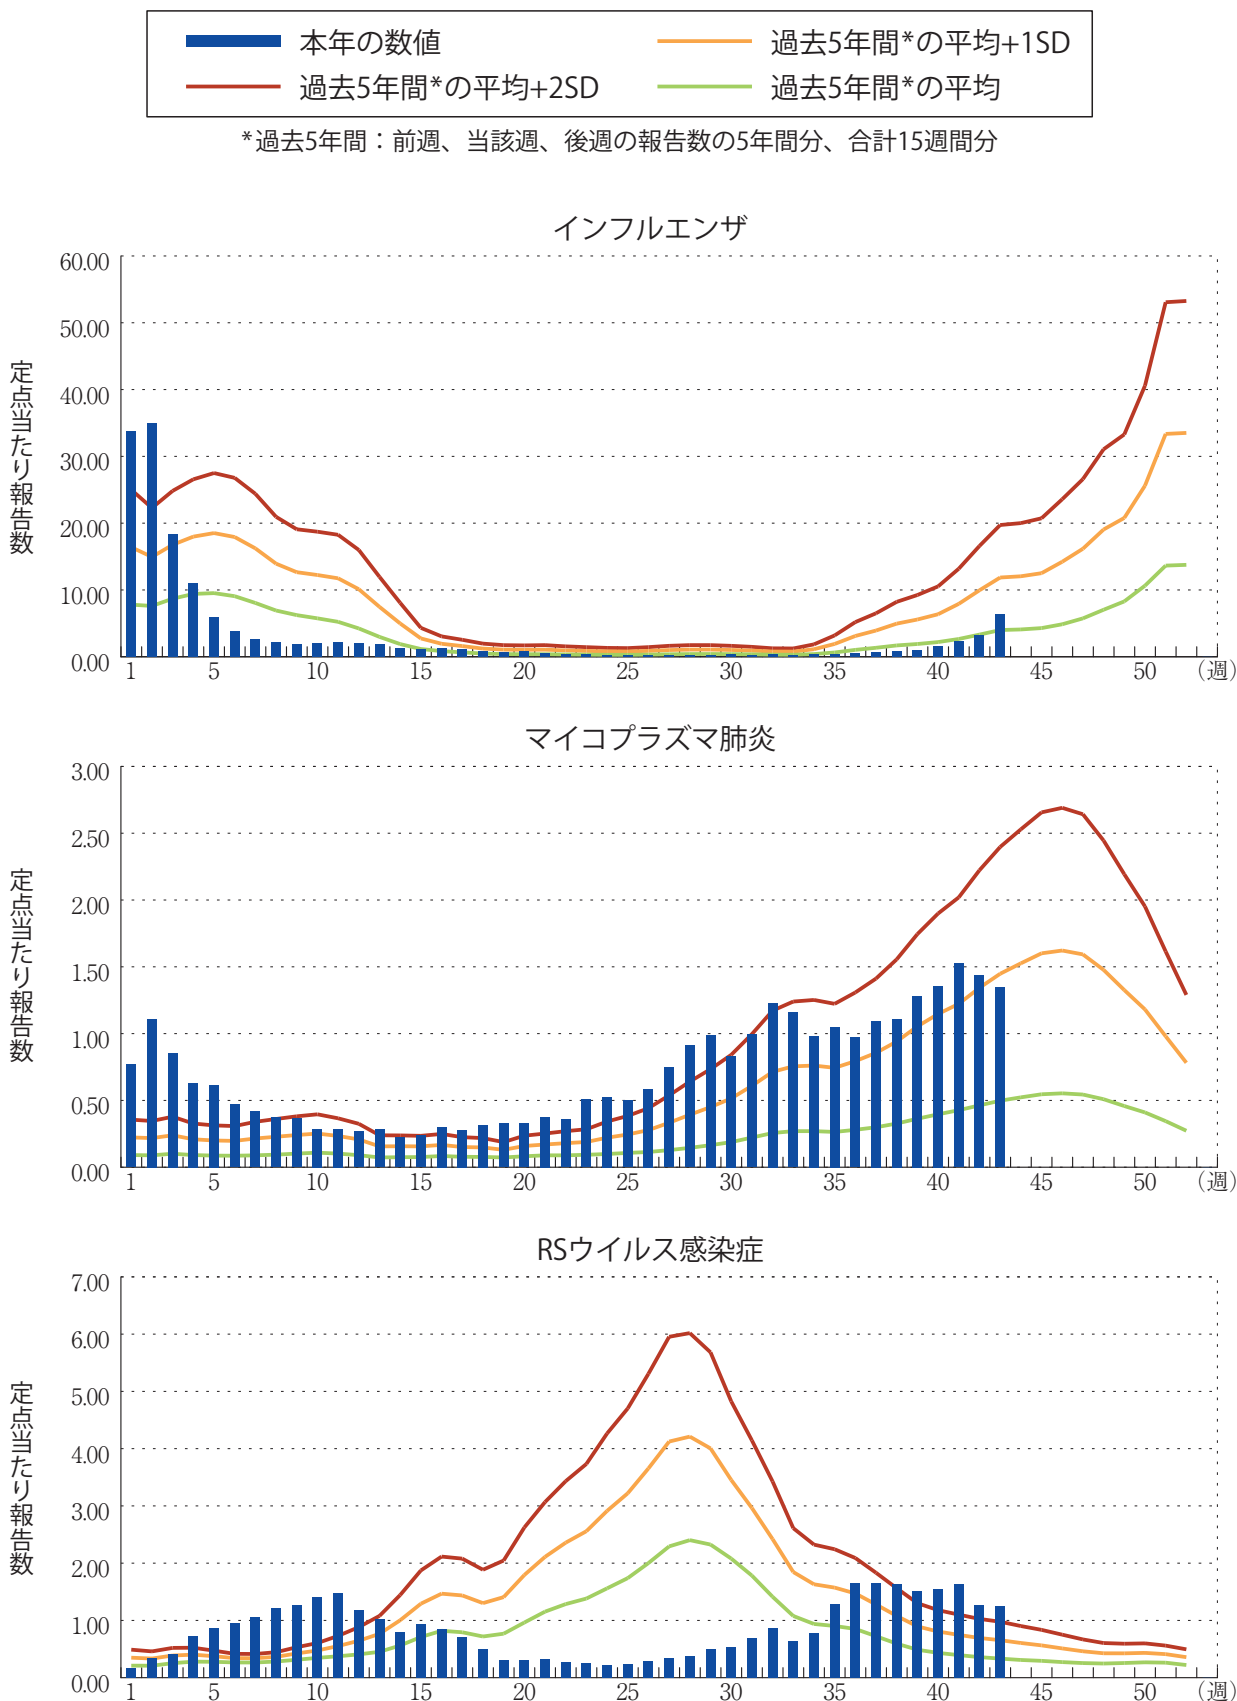 本年の数値
過去5年間*の平均+1SD
過去5年間*の平均+2SD
過去5年間*の平均
*過去5年間：前週、当該週、後週の報告数の5年間分、合計15週間分
インフルエンザ
定点当たり報告数
60.00
50.00
40.00
30.00
20.00
10.00
0.00
1 5 10 15 20 25 30 35 40 45 50 (週)
マイコプラズマ肺炎
定点当たり報告数
3.00
2.50
2.00
1.50
1.00
0.50
0.00
1 5 10 15 20 25 30 35 40 45 50 (週)
RSウイルス感染症
定点当たり報告数
7.00
6.00
5.00
4.00
3.00
2.00
1.00
0.00
1 5 10 15 20 25 30 35 40 45 50 (週)